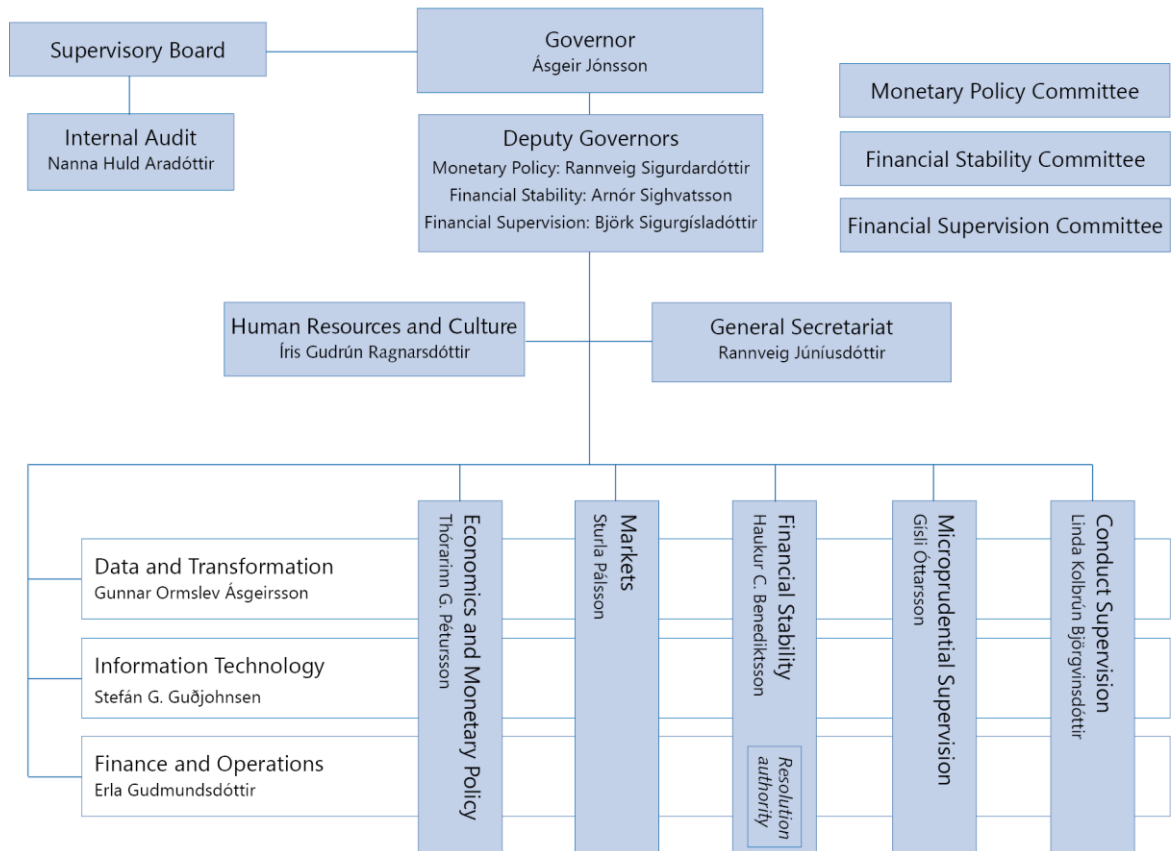 Supervisory Board
Governor
Ásgeir Jónsson
Internal Audit
Nanna Huld Aradóttir
Deputy Governors
Monetary Policy: Rannveig Sigurdardóttir
Financial Stability: Arnór Sighvatsson
Financial Supervision: Björk Sigurgísladóttir
Monetary Policy Committee
Financial Stability Committee
Financial Supervision Committee
Human Resources and Culture
Íris Gudrún Ragnarsdóttir
General Secretariat
Rannveig Júníusdóttir
Data and Transformation
Gunnar Ormslev Ásgeirsson
Information Technology
Stefán G. Guðjohnsen
Finance and Operations
Erla Gudmundsdóttir
Economics and Monetary Policy
Thórarinn G. Pétursson
Markets
Sturla Pálsson
Financial Stability
Haukur C. Benediktsson
Resolution
authority
Microprudential Supervision
Gísli Óttarsson
Conduct Supervision
Linda Kolbrún Björgvinsdóttir